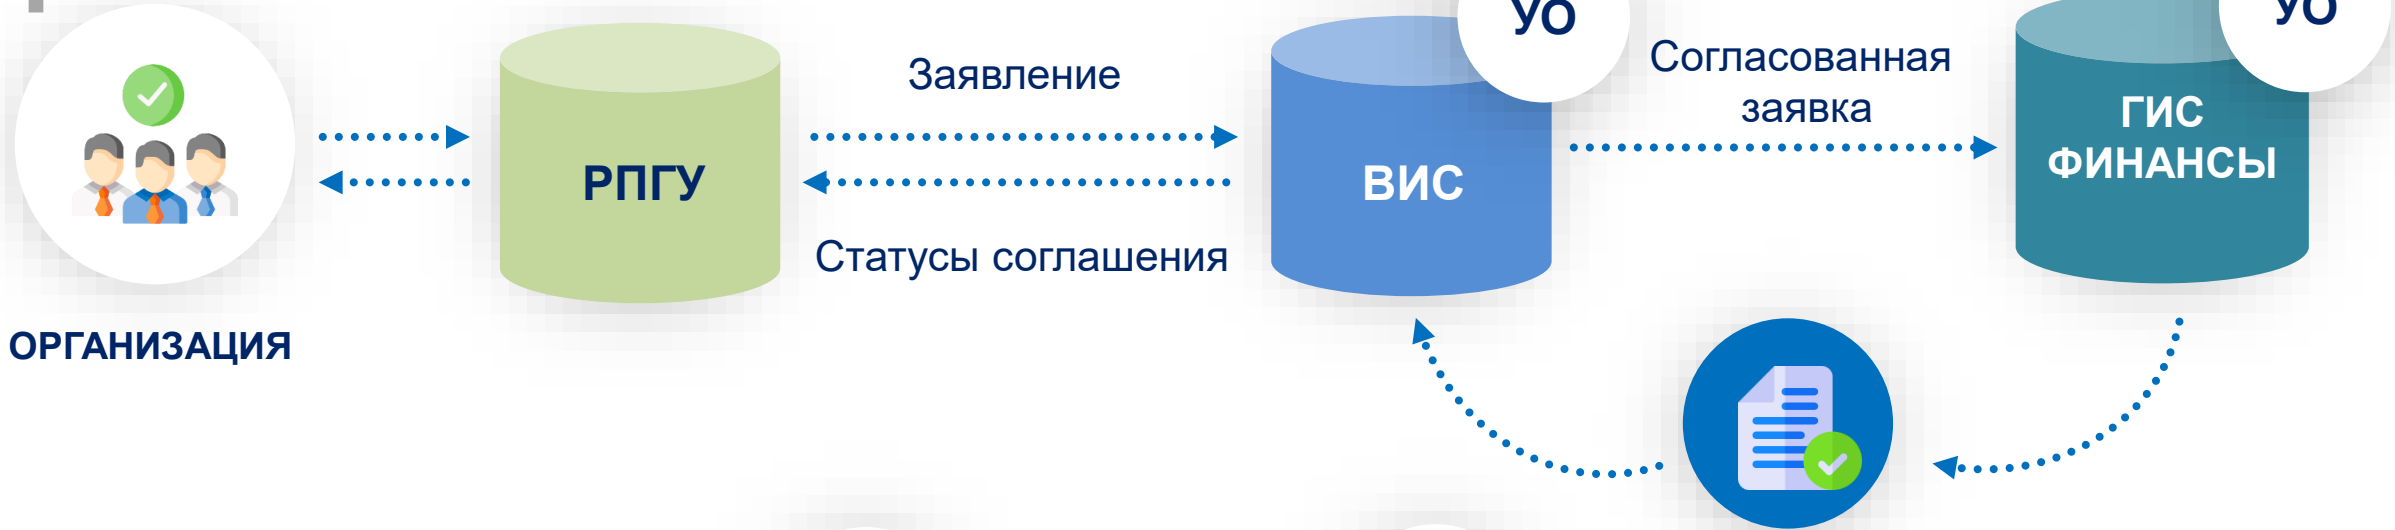 УО
УО
Заявление
Согласованная
заявка
ГИС
ФИНАНСЫ
РПГУ
ВИС
Статусы соглашения
ОРГАНИЗАЦИЯ